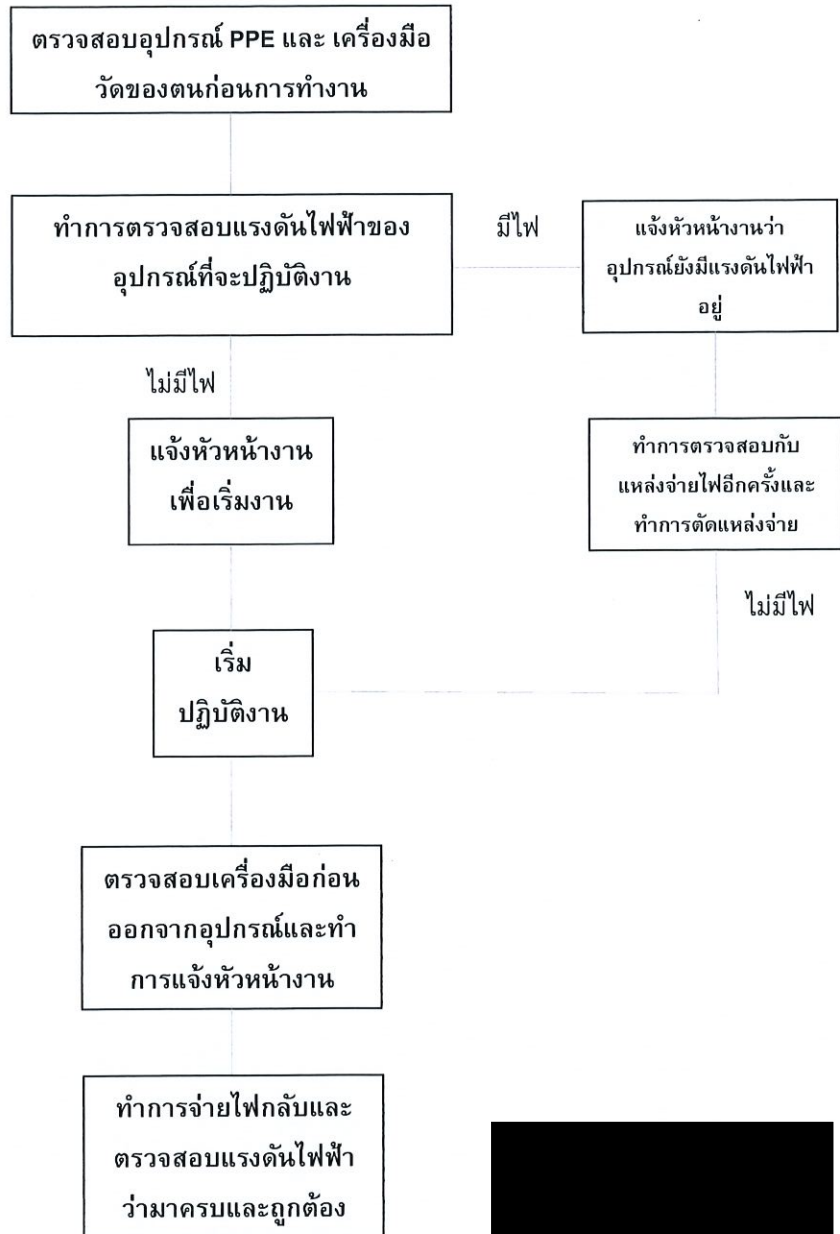 ตรวจสอบอุปกรณ์ PPE และ เครื่องมือ
วัดของตนก่อนการทำงาน
ทำการตรวจสอบแรงดันไฟฟ้าของ
อุปกรณ์ที่จะปฏิบัติงาน
มีไฟ
แจ้งหัวหน้างานว่า
อุปกรณ์ยังมีแรงดันไฟฟ้า
อยู่
ไม่มีไฟ
แจ้งหัวหน้างาน
เพื่อเริ่มงาน
ทำการตรวจสอบกับ
แหล่งจ่ายไฟอีกครั้งและ
ทำการตัดแหล่งจ่าย
ไม่มีไฟ
เริ่ม
ปฏิบัติงาน
ตรวจสอบเครื่องมือก่อน
ออกจากอุปกรณ์และทำ
การแจ้งหัวหน้างาน
ทำการจ่ายไฟกลับและ
ตรวจสอบแรงดันไฟฟ้า
ว่ามาครบและถูกต้อง